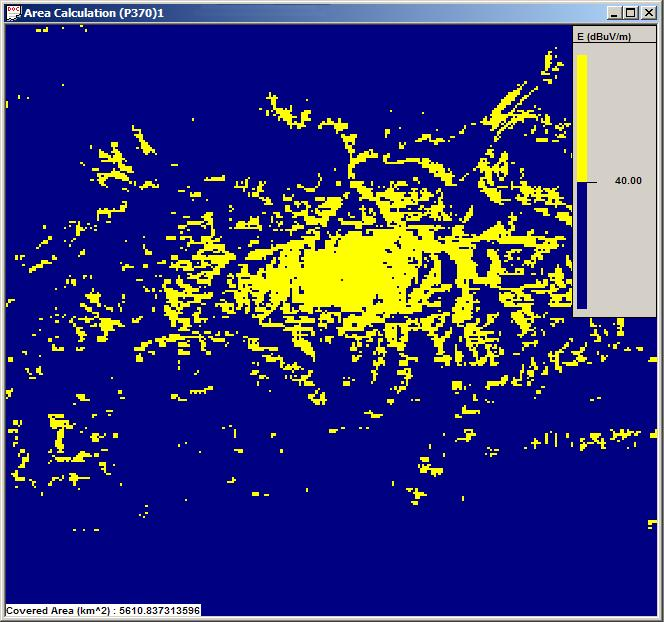 Area Calculation (P370)1
E (dBuV/m)
40.00
Covered Area (km^2) : 5610.837313596